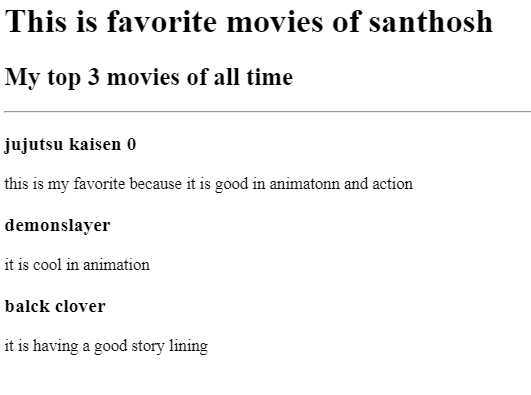 This is favorite movies of santhosh
My top 3 movies of all time
jujutsu kaisen 0
this is my favorite because it is good in animatonn and action
demonslayer
it is cool in animation
balck clover
it is having a good story lining